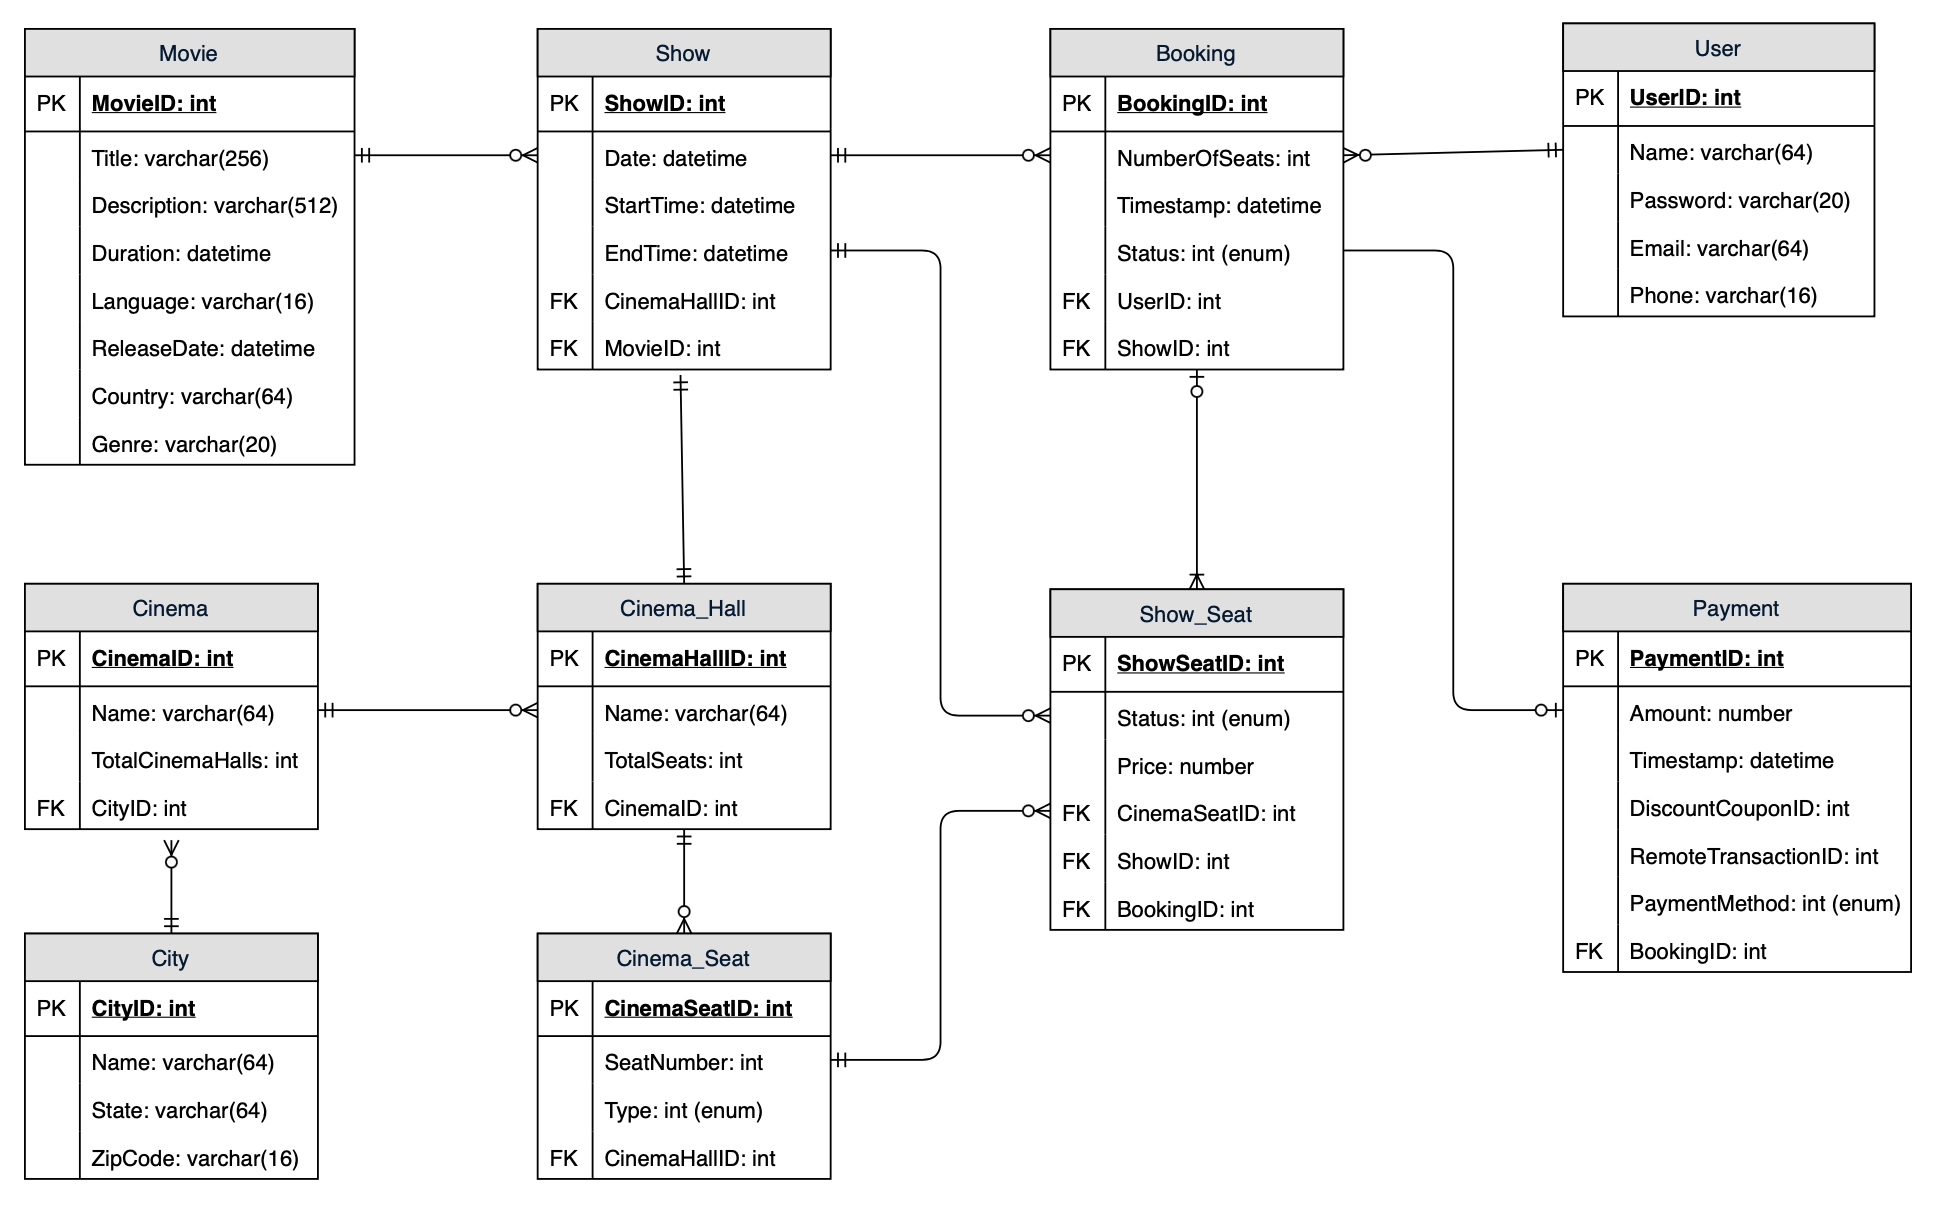 Movie
PK MovieID: int
Title: varchar(256)
Description: varchar(512)
Duration: datetime
Language: varchar(16)
ReleaseDate: datetime
Country: varchar(64)
Genre: varchar(20)
Show
PK ShowID: int
Date: datetime
StartTime: datetime
EndTime: datetime
FK CinemaHallID: int
FK MovieID: int
Booking
PK BookingID: int
NumberOfSeats: int
Timestamp: datetime
Status: int (enum)
FK UserID: int
FK ShowID: int
User
PK UserID: int
Name: varchar(64)
Password: varchar(20)
Email: varchar(64)
Phone: varchar(16)
Cinema
PK CinemaID: int
Name: varchar(64)
TotalCinemaHalls: int
FK CityID: int
Cinema_Hall
PK CinemaHallID: int
Name: varchar(64)
TotalSeats: int
FK CinemaID: int
Show_Seat
PK ShowSeatID: int
Status: int (enum)
Price: number
FK CinemaSeatID: int
FK ShowID: int
FK BookingID: int
Payment
PK PaymentID: int
Amount: number
Timestamp: datetime
DiscountCouponID: int
RemoteTransactionID: int
PaymentMethod: int (enum)
FK BookingID: int
City
PK CityID: int
Name: varchar(64)
State: varchar(64)
ZipCode: varchar(16)
Cinema_Seat
PK CinemaSeatID: int
SeatNumber: int
Type: int (enum)
FK CinemaHallID: int